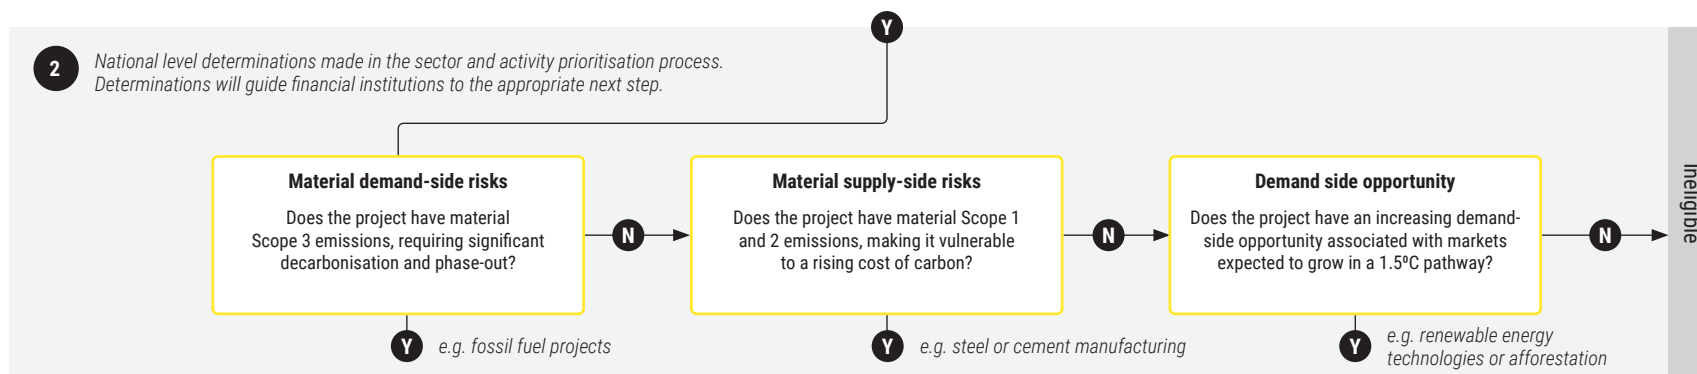 Y
2
National level determinations made in the sector and activity prioritisation process.
Determinations will guide financial institutions to the appropriate next step.
Material demand-side risks
Does the project have material
Scope 3 emissions, requiring significant
decarbonisation and phase-out?
N
Material supply-side risks
Does the project have material Scope 1
and 2 emissions, making it vulnerable
to a rising cost of carbon?
N
Demand side opportunity
Does the project have an increasing demand-
side opportunity associated with markets
expected to grow in a 1.5ºC pathway?
N
Ineligible
Y
e.g. fossil fuel projects
Y
e.g. steel or cement manufacturing
Y
e.g. renewable energy
technologies or afforestation